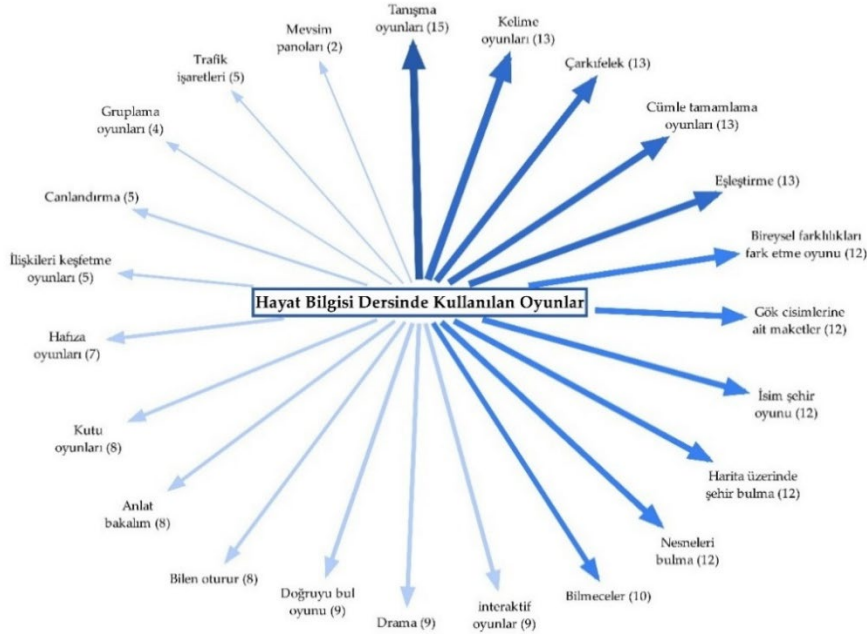 Hayat Bilgisi Dersinde Kullanılan Oyunlar
Tanışma
oyunları (15)
Kelime
oyunları (13)
Çarkıfelek (13)
Cümle tamamlama
oyunları (13)
Eşleştirme (13)
Bireysel farklılıkları
fark etme oyunu (12)
Gök cisimlerine
ait maketler (12)
İsim şehir
oyunu (12)
Harita üzerinde
şehir bulma (12)
Nesneleri
bulma (12)
Bilmeceler (10)
interaktif
oyunlar (9)
Drama (9)
Doğruyu bul
oyunu (9)
Bilen oturur (8)
Anlat
bakalım (8)
Kutu
oyunları (8)
Hafıza
oyunları (7)
İlişkileri keşfetme
oyunları (5)
Canlandırma (5)
Gruplama
oyunları (4)
Trafik
işaretleri (5)
Mevsim
panoları (2)